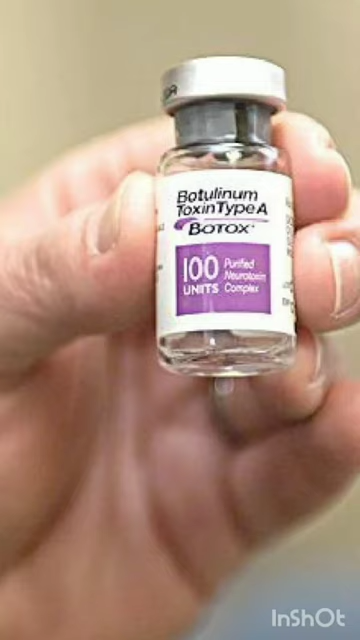 Botulinum
Toxin Type A
BOTOX®
100
UNITS
Purified
Neurotoxin
Complex
InShOt